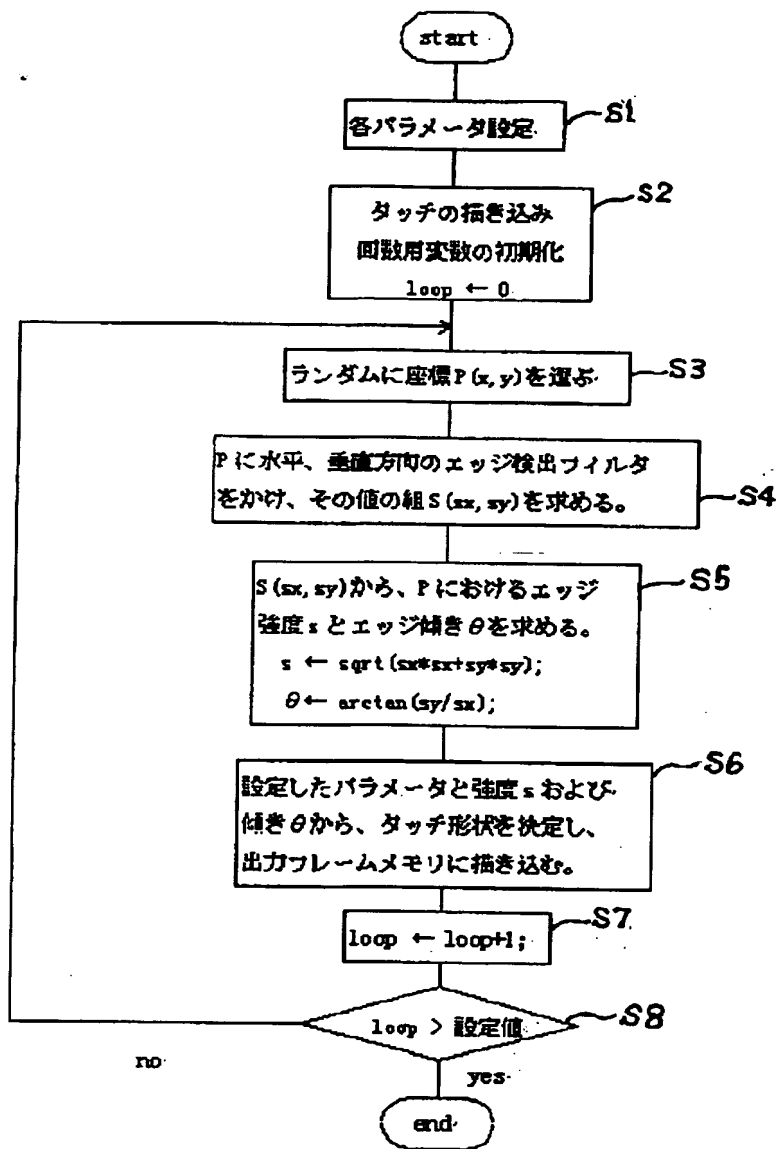 start
各パラメータ設定
S1
タッチの描き込み
回数用変数の初期化
loop ← 0
S2
ランダムに座標P(x,y)を選ぶ
S3
Pに水平、垂直方向のエッジ検出フィルタ
をかけ、その値の組S(sx,sy)を求める。
S4
S(sx,sy)から、Pにおけるエッジ
強度sとエッジ傾きθを求める。
s ← sqrt(sx*sx+sy*sy);
θ← arctan(sy/sx);
S5
設定したパラメータと強度sおよび
傾きθから、タッチ形状を決定し、
出力フレームメモリに描き込む。
S6
loop ← loop+1;
S7
loop > 設定値
S8
no
yes
end